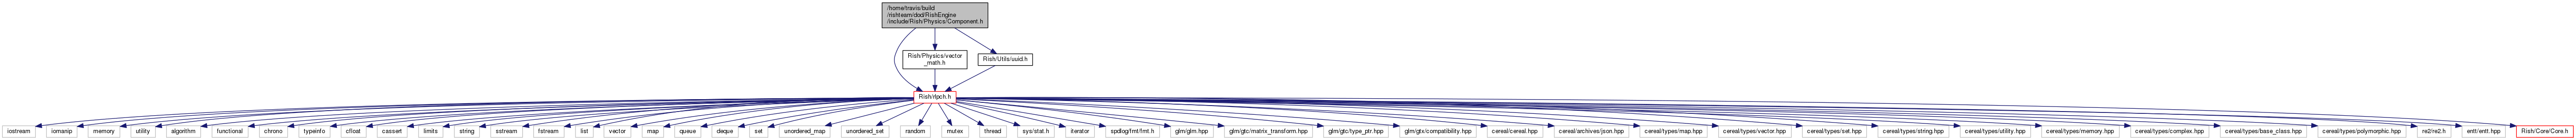 /home/travis/build
/rishteam/dod/RishEngine
/include/Rish/Physics/Component.h
Rish/Physics/vector
_math.h
Rish/Utils/uuid.h
Rish/rlpch.h
iostream
iomanip
memory
utility
algorithm
functional
chrono
typeinfo
cfloat
cassert
limits
string
sstream
fstream
list
vector
map
queue
deque
set
unordered_map
unordered_set
random
mutex
thread
sys/stat.h
iterator
spdlog/fmt/fmt.h
glm/glm.hpp
glm/gtc/matrix_transform.hpp
glm/gtc/type_ptr.hpp
glm/gtx/compatibility.hpp
cereal/cereal.hpp
cereal/archives/json.hpp
cereal/types/map.hpp
cereal/types/vector.hpp
cereal/types/set.hpp
cereal/types/string.hpp
cereal/types/utility.hpp
cereal/types/memory.hpp
cereal/types/complex.hpp
cereal/types/base_class.hpp
cereal/types/polymorphic.hpp
re2/re2.h
entt/entt.hpp
Rish/Core/Core.h